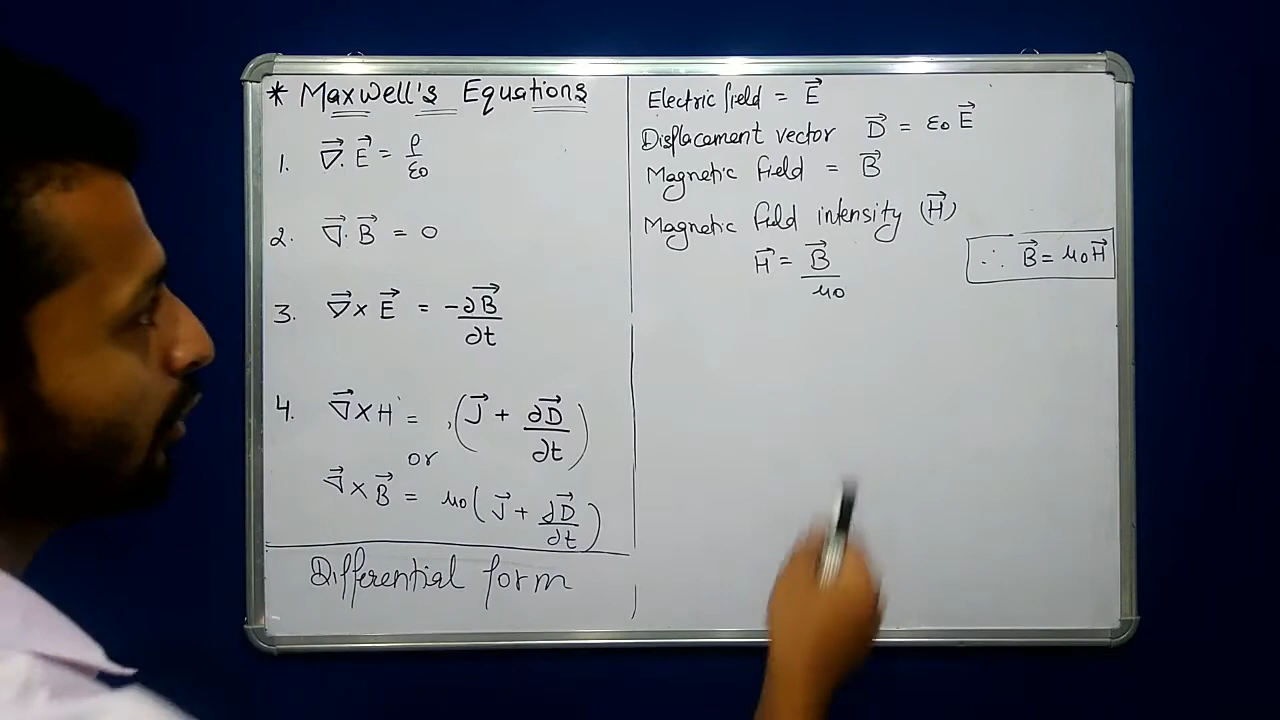 * Maxwell's Equations
1. ∇⃗. E⃗ = ρ/ε0
2. ∇⃗. B⃗ = 0
3. ∇⃗ x E⃗ = -∂B⃗/∂t
4. ∇⃗ x H = (J⃗ + ∂D⃗/∂t)
or
∇⃗ x B⃗ = μ0(J⃗ + ∂D⃗/∂t)
Differential form
Electric field = E⃗
Displacement vector D⃗ = ε0 E⃗
Magnetic field = B⃗
Magnetic field intensity (H⃗)
H⃗ = B⃗/μ0
∴ B⃗ = μ0H⃗